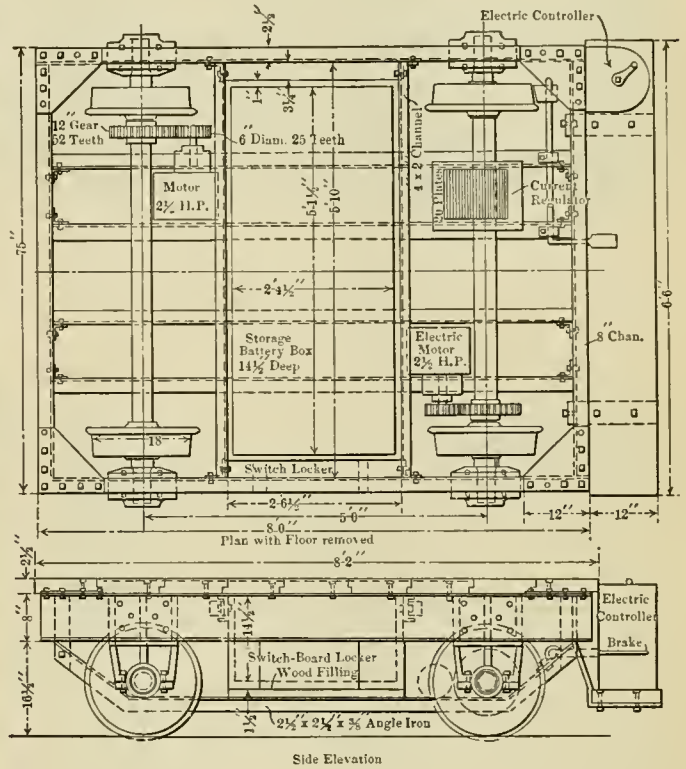 2½"
Electric Controller
1"
3¼"
12" Gear
52 Teeth
6" Diam. 25 Teeth
4 x 2 Channel
Motor
2½ H.P.
20 Plates
Current
Regulator
75"
5-1½"
5-10"
6-6"
2'4½"
8" Chan.
Storage
Battery Box
14½" Deep
Electric
Motor
2½ H.P.
18"
Switch Locker
2-6½"
5-0"
8'0"
12"
12"
Plan with Floor removed
8'2"
2½"
8"
14½"
Electric
Controller
Brake
Switch-Board Locker
Wood Filling
16¼"
1½"
2½" x 2½" x ⅜" Angle Iron
Side Elevation